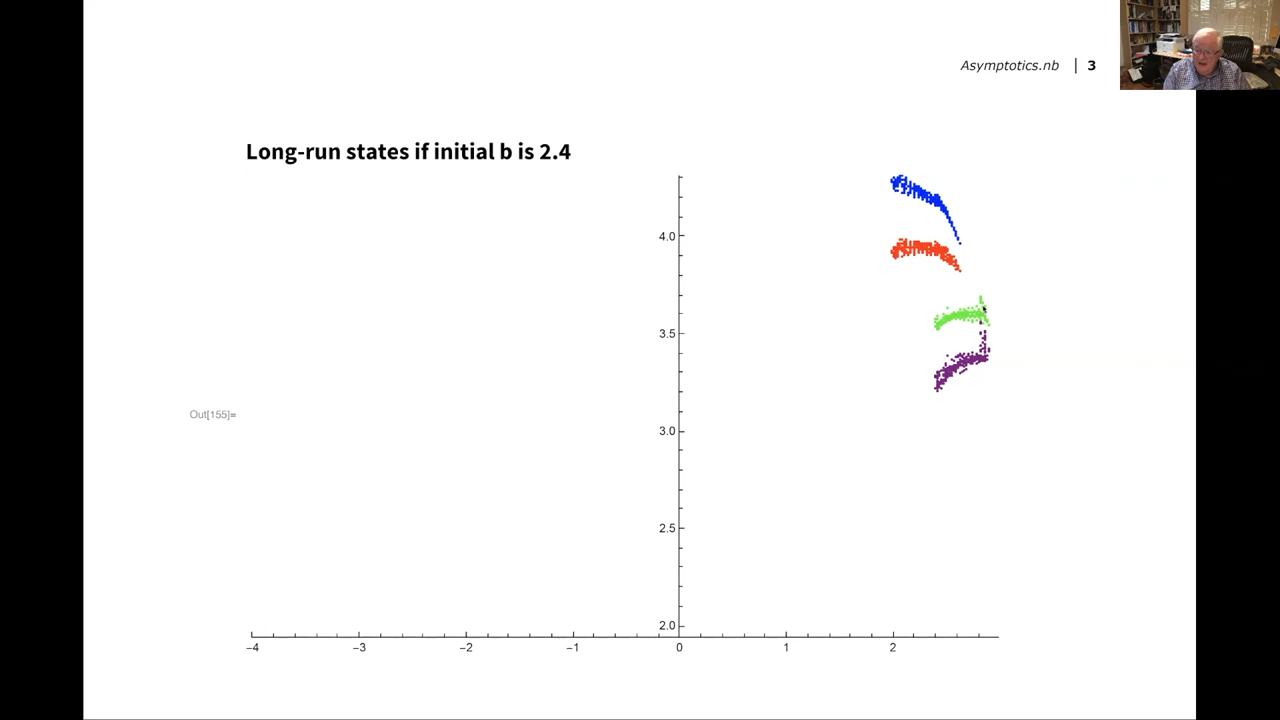 Asymptotics.nb | 3
Long-run states if initial b is 2.4
4.0
3.5
Out[155]=
3.0
2.5
2.0
−4 −3 −2 −1 0 1 2